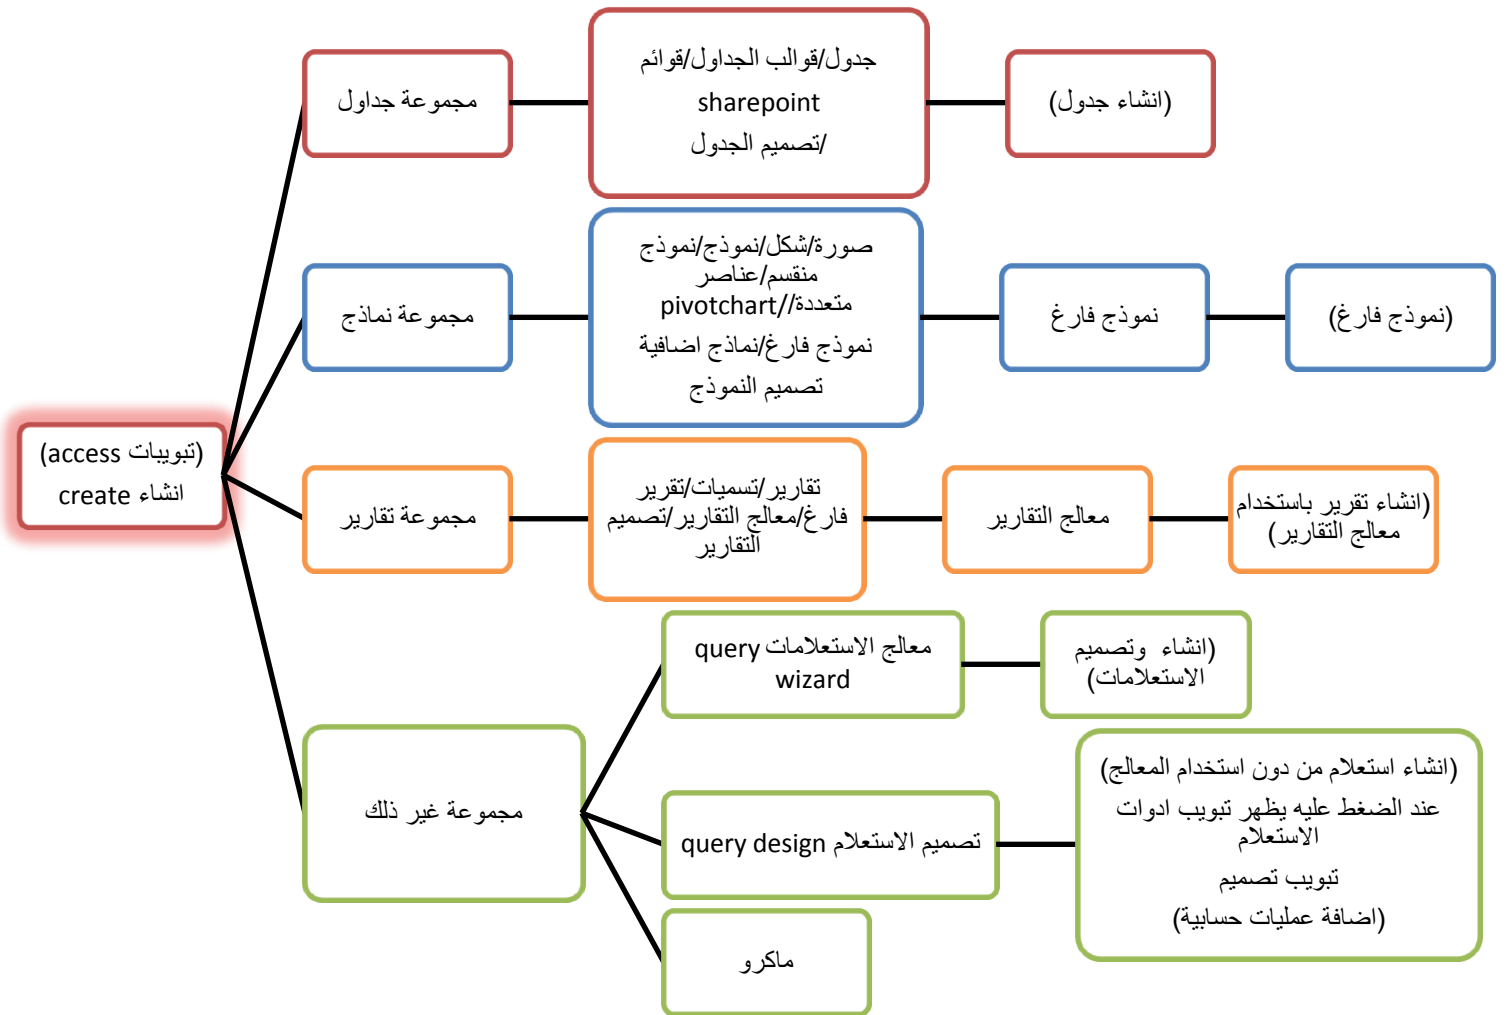 (تبويبات access)
انشاء create
مجموعة جداول
جدول/قوالب الجداول/قوائم
sharepoint
/تصميم الجدول
(انشاء جدول)
مجموعة نماذج
صورة/شكل/نموذج/نموذج
منقسم/عناصر
متعددة//pivotchart
نموذج فارغ/نماذج اضافية
تصميم النموذج
نموذج فارغ
(نموذج فارغ)
مجموعة تقارير
تقارير/تسميات/تقرير
فارغ/معالج التقارير/تصميم
التقارير
معالج التقارير
(انشاء تقرير باستخدام
معالج التقارير)
مجموعة غير ذلك
معالج الاستعلامات query
wizard
(انشاء وتصميم
الاستعلامات)
تصميم الاستعلام query design
(انشاء استعلام من دون استخدام المعالج)
عند الضغط عليه يظهر تبويب ادوات
الاستعلام
تبويب تصميم
(اضافة عمليات حسابية)
ماكرو